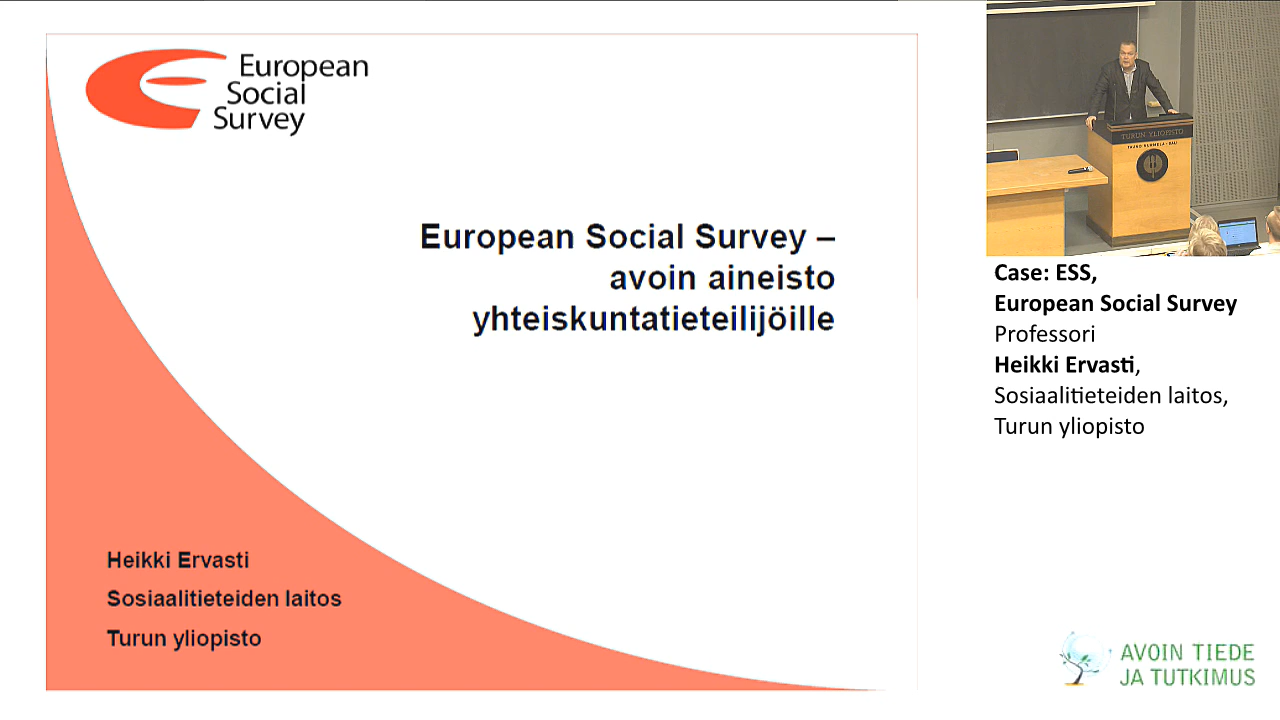 European
Social
Survey
European Social Survey –
avoin aineisto
yhteiskuntatieteilijöille
Heikki Ervasti
Sosiaalitieteiden laitos
Turun yliopisto
TURUN YLIOPISTO
Case: ESS,
European Social Survey
Professori
Heikki Ervasti,
Sosiaalitieteiden laitos,
Turun yliopisto
AVOIN TIEDE
JA TUTKIMUS